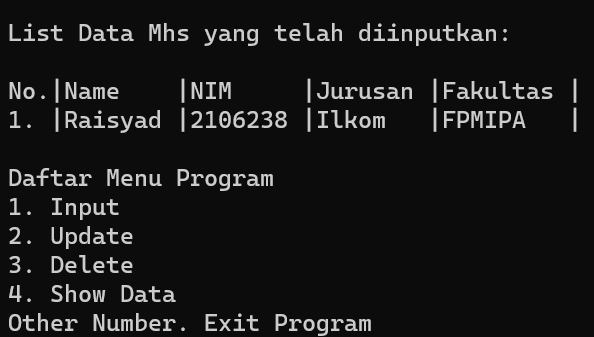 List Data Mhs yang telah diinputkan:
No.|Name    |NIM     |Jurusan |Fakultas |
1. |Raisyad |2106238 |Ilkom   |FPMIPA   |
Daftar Menu Program
1. Input
2. Update
3. Delete
4. Show Data
Other Number. Exit Program